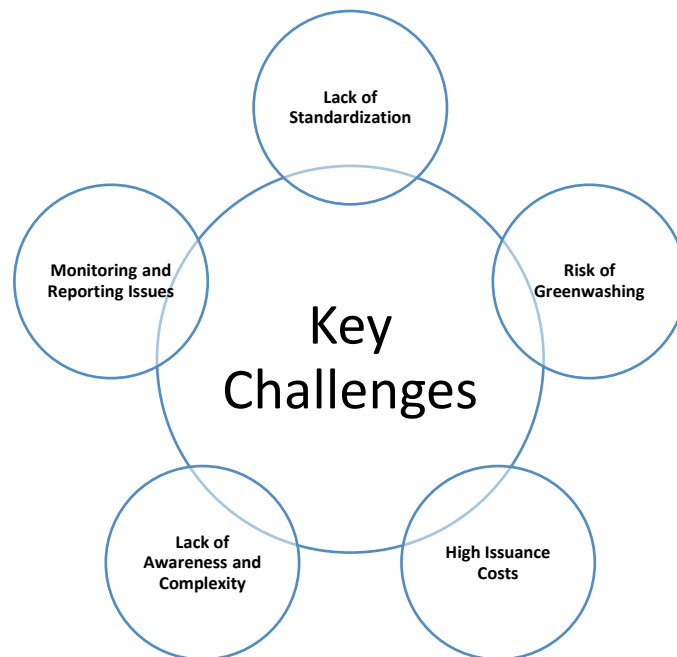 Lack of
Standardization
Risk of
Greenwashing
High Issuance
Costs
Lack of
Awareness and
Complexity
Monitoring and
Reporting Issues
Key
Challenges